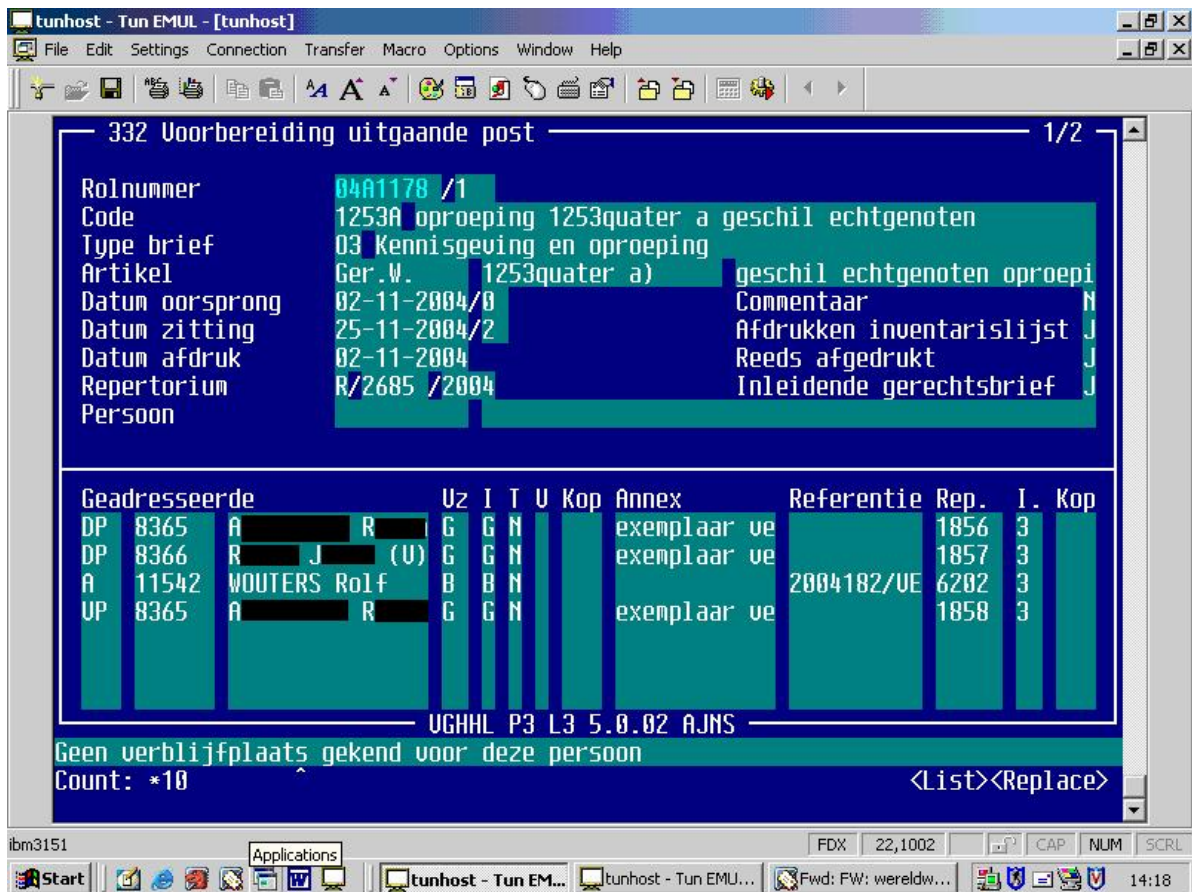 tunhost - Tun EMUL - [tunhost]
File Edit Settings Connection Transfer Macro Options Window Help
332 Voorbereiding uitgaande post 1/2
Rolnummer 04A1178 /1
Code 1253A oproeping 1253quater a geschil echtgenoten
Type brief 03 Kennisgeving en oproeping
Artikel Ger.W. 1253quater a) geschil echtgenoten oproepi
Datum oorsprong 02-11-2004/0 Commentaar N
Datum zitting 25-11-2004/2 Afdrukken inventarislijst J
Datum afdruk 02-11-2004 Reeds afgedrukt J
Repertorium R/2685 /2004 Inleidende gerechtsbrief J
Persoon
Geadresseerde Uz I T U Kop Annex Referentie Rep. I. Kop
DP 8365 A R G G N exemplaar ve 1856 3
DP 8366 R J (V) G G N exemplaar ve 1857 3
A 11542 WOUTERS Rolf B B N 2004182/VE 6202 3
VP 8365 A R G G N exemplaar ve 1858 3
VGHHL P3 L3 5.0.02 AJNS
Geen verblijfplaats gekend voor deze persoon
Count: *10 ^ <List><Replace>
ibm3151 FDX 22,1002 CAP NUM SCRL
Applications
Start tunhost - Tun EM... tunhost - Tun EMU... Fwd: FW: wereldw... 14:18